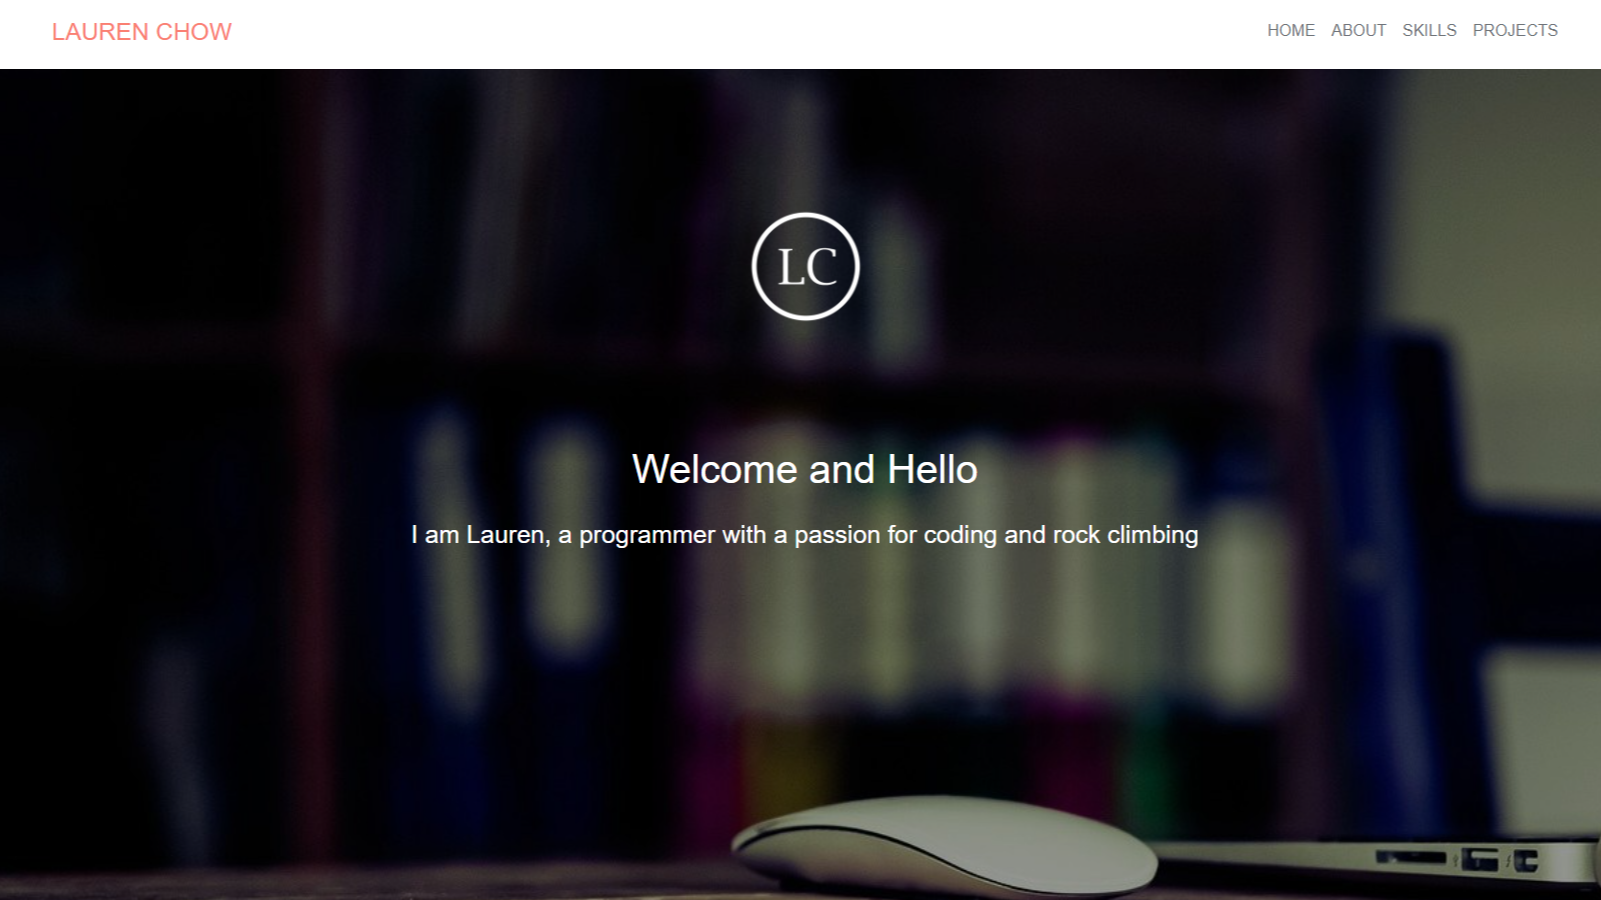 LAUREN CHOW
HOME ABOUT SKILLS PROJECTS
LC
Welcome and Hello
I am Lauren, a programmer with a passion for coding and rock climbing